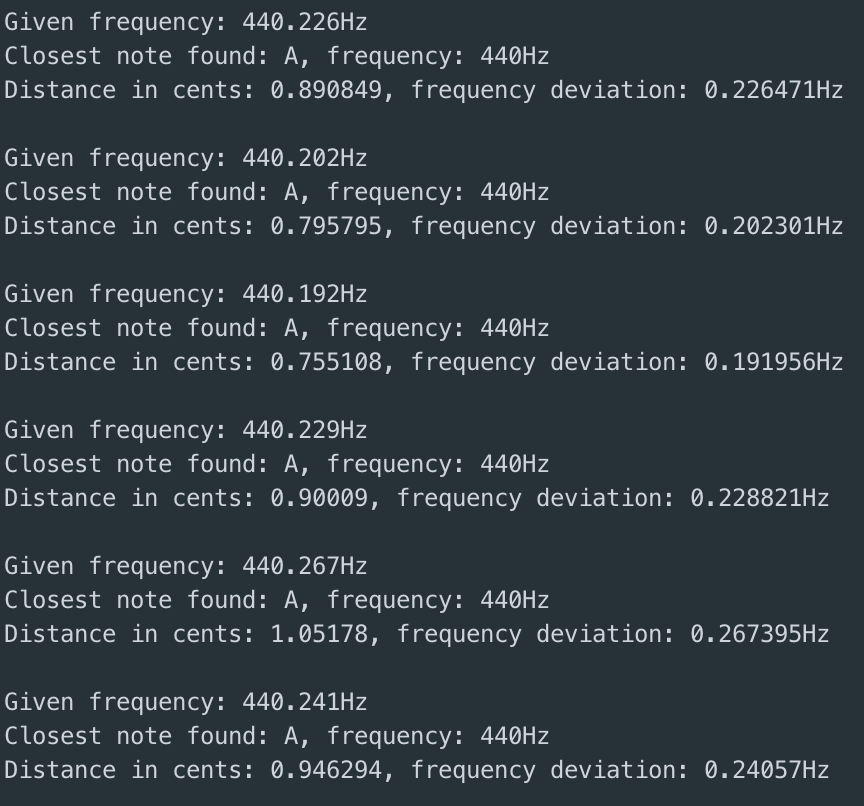 Given frequency: 440.226Hz
Closest note found: A, frequency: 440Hz
Distance in cents: 0.890849, frequency deviation: 0.226471Hz
Given frequency: 440.202Hz
Closest note found: A, frequency: 440Hz
Distance in cents: 0.795795, frequency deviation: 0.202301Hz
Given frequency: 440.192Hz
Closest note found: A, frequency: 440Hz
Distance in cents: 0.755108, frequency deviation: 0.191956Hz
Given frequency: 440.229Hz
Closest note found: A, frequency: 440Hz
Distance in cents: 0.90009, frequency deviation: 0.228821Hz
Given frequency: 440.267Hz
Closest note found: A, frequency: 440Hz
Distance in cents: 1.05178, frequency deviation: 0.267395Hz
Given frequency: 440.241Hz
Closest note found: A, frequency: 440Hz
Distance in cents: 0.946294, frequency deviation: 0.24057Hz